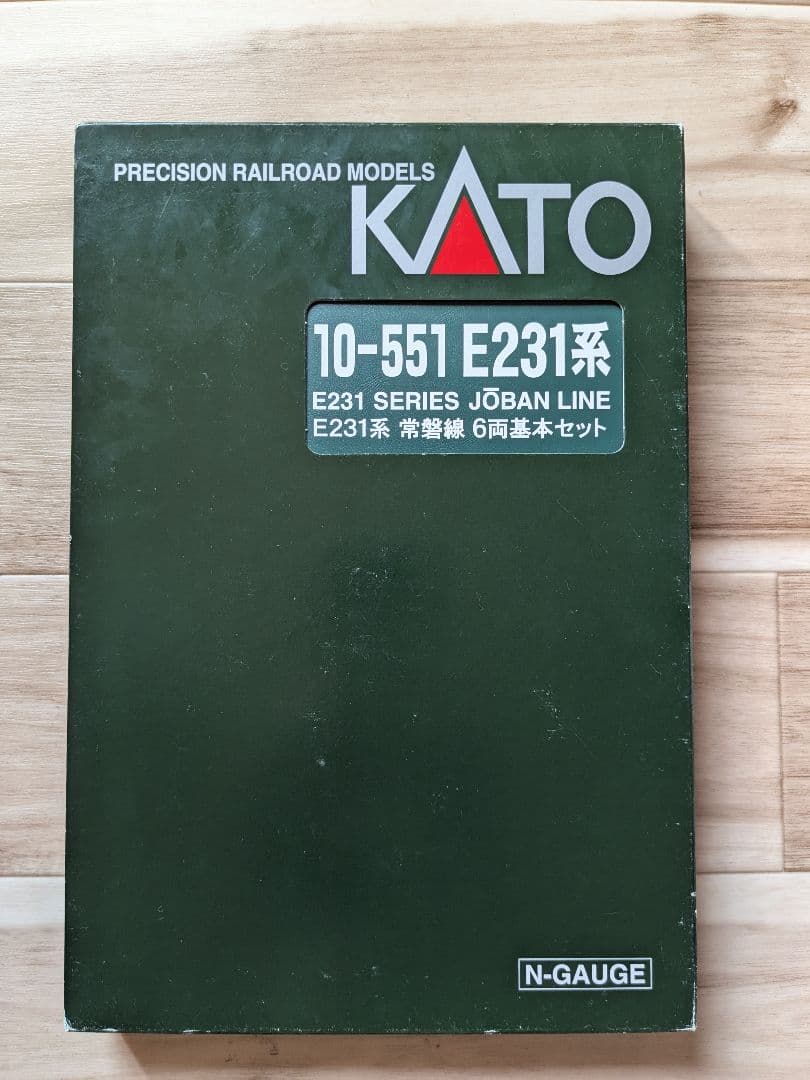 PRECISION RAILROAD MODELS
KATO
10-551 E231系
E231 SERIES JŌBAN LINE
E231系 常磐線 6両基本セット
N-GAUGE